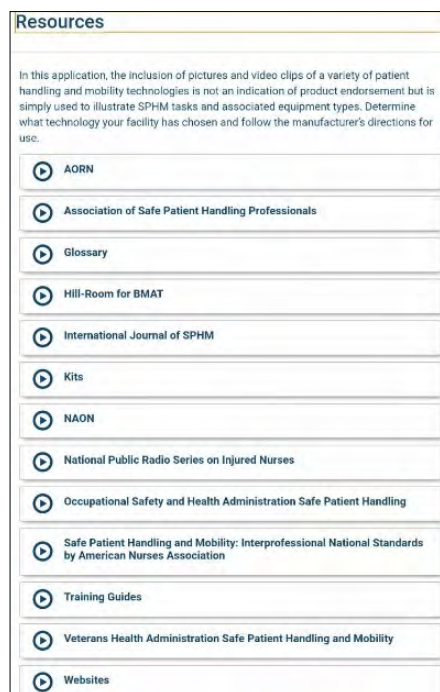 Resources
In this application, the inclusion of pictures and video clips of a variety of patient
handling and mobility technologies is not an indication of product endorsement but is
simply used to illustrate SPHM tasks and associated equipment types. Determine
what technology your facility has chosen and follow the manufacturer's directions for
use.
AORN
Association of Safe Patient Handling Professionals
Glossary
Hill-Room for BMAT
International Journal of SPHM
Kits
NAON
National Public Radio Series on Injured Nurses
Occupational Safety and Health Administration Safe Patient Handling
Safe Patient Handling and Mobility: Interprofessional National Standards
by American Nurses Association
Training Guides
Veterans Health Administration Safe Patient Handling and Mobility
Websites